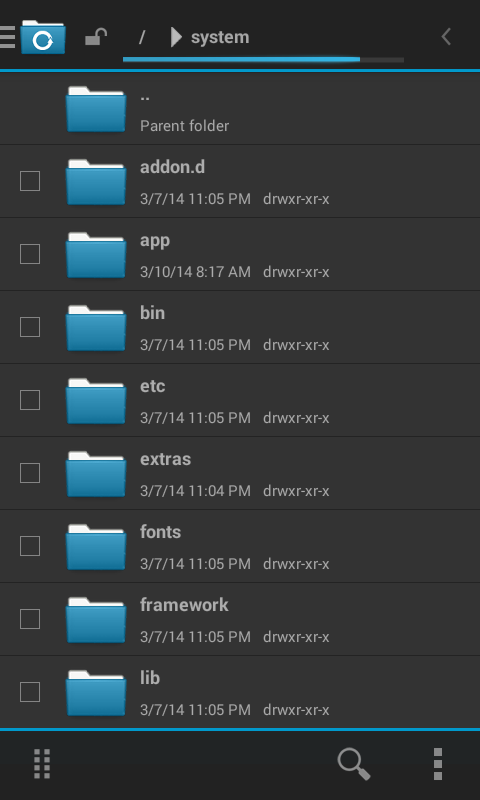 / system
..
Parent folder
addon.d
3/7/14 11:05 PM drwxr-xr-x
app
3/10/14 8:17 AM drwxr-xr-x
bin
3/7/14 11:05 PM drwxr-xr-x
etc
3/7/14 11:05 PM drwxr-xr-x
extras
3/7/14 11:04 PM drwxr-xr-x
fonts
3/7/14 11:05 PM drwxr-xr-x
framework
3/7/14 11:05 PM drwxr-xr-x
lib
3/7/14 11:05 PM drwxr-xr-x